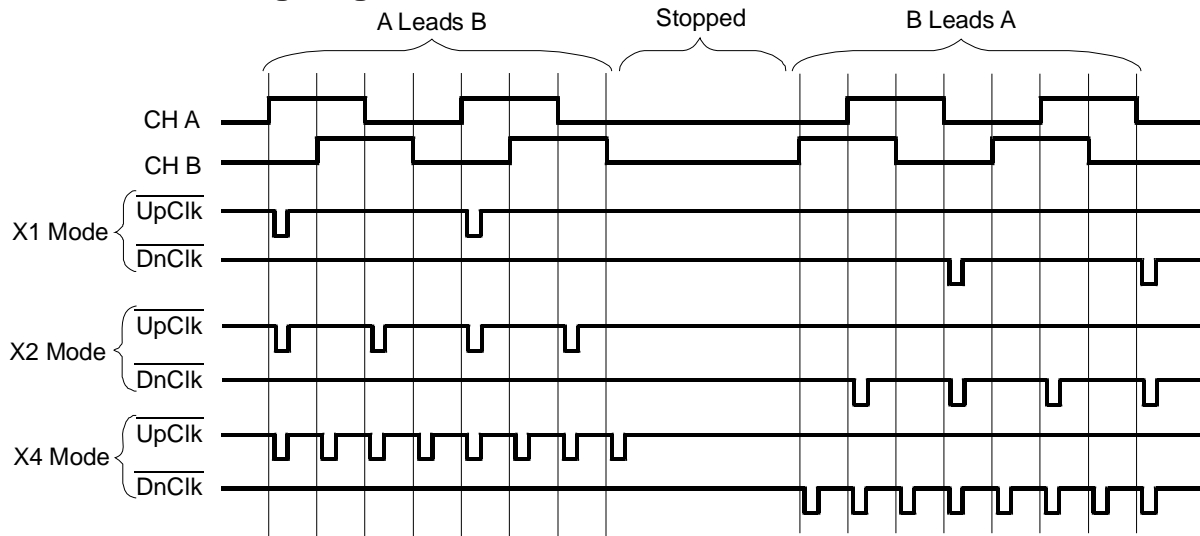 A Leads B
Stopped
B Leads A
CH A
CH B
X1 Mode
UpClk
DnClk
X2 Mode
UpClk
DnClk
X4 Mode
UpClk
DnClk